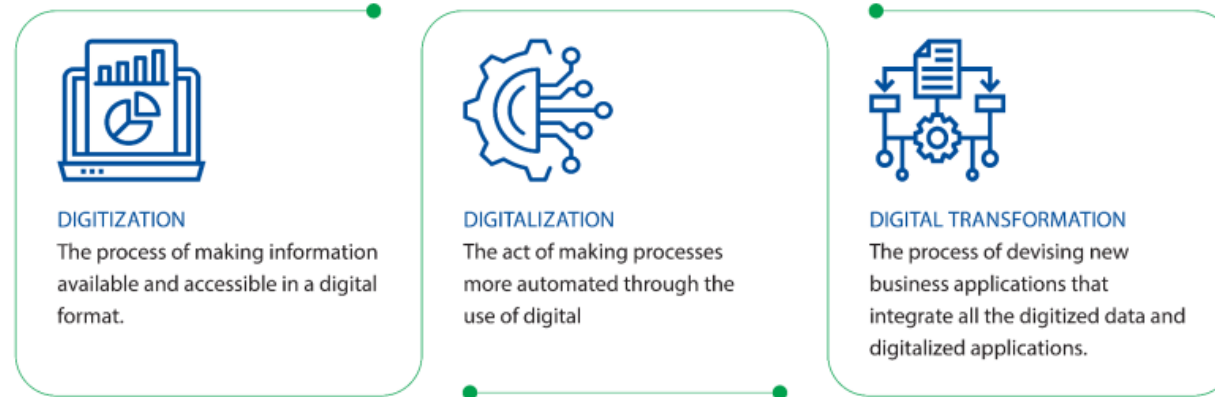 DIGITIZATION
The process of making information
available and accessible in a digital
format.
DIGITALIZATION
The act of making processes
more automated through the
use of digital
DIGITAL TRANSFORMATION
The process of devising new
business applications that
integrate all the digitized data and
digitalized applications.